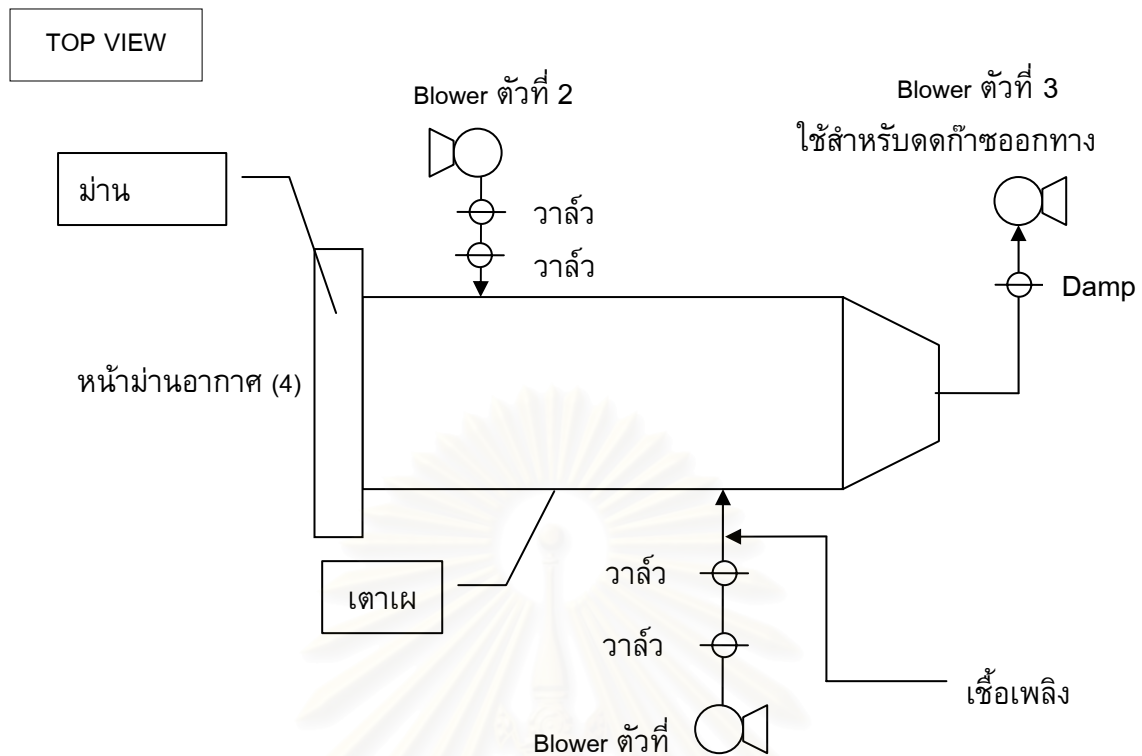 TOP VIEW
Blower ตัวที่ 2
Blower ตัวที่ 3
ใช้สำหรับดดก๊าซออกทาง
ม่าน
วาล์ว
วาล์ว
Damp
หน้าม่านอากาศ (4)
เตาเผ
วาล์ว
วาล์ว
เชื้อเพลิง
Blower ตัวที่